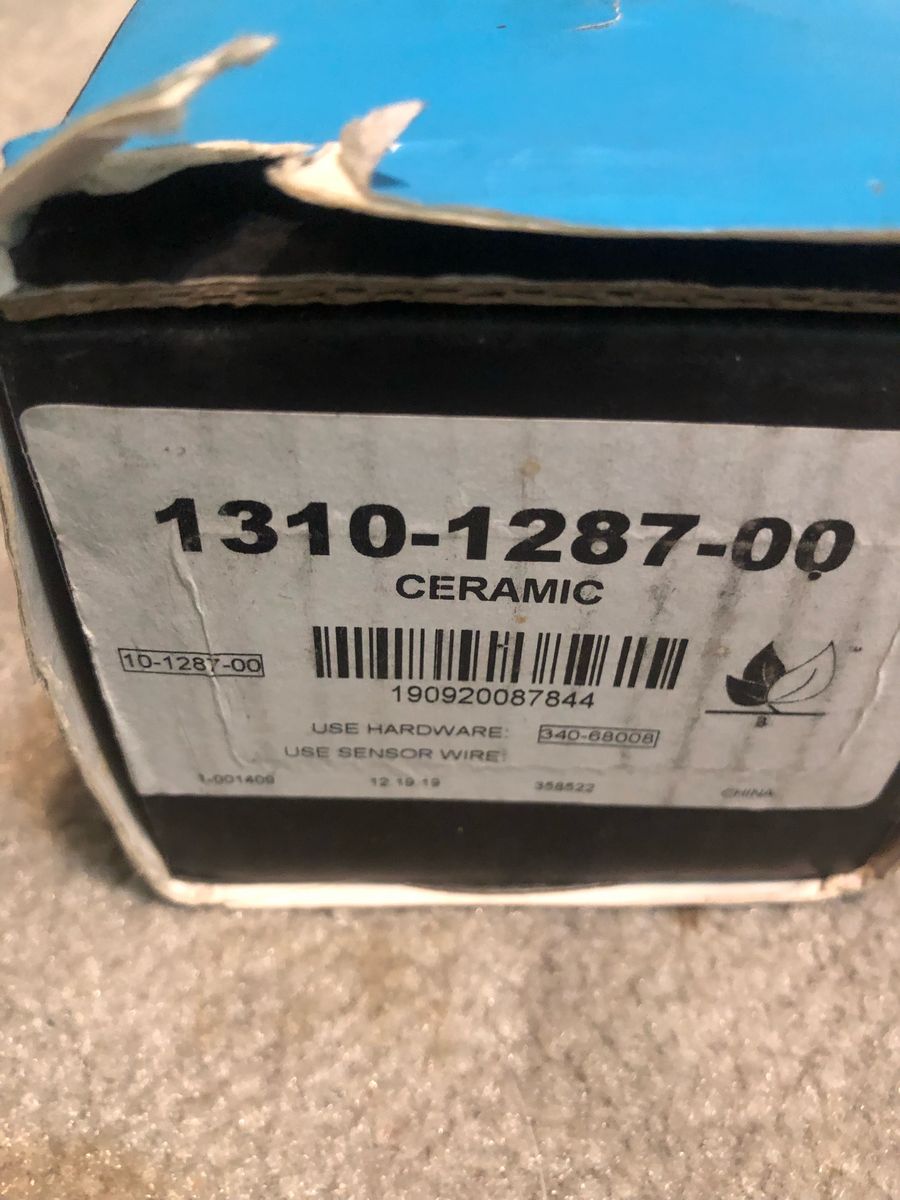 1310-1287-00
CERAMIC
10-1287-00
190920087844
B
USE HARDWARE: 340-68008
USE SENSOR WIRE:
1-001409 12 19 19 358522 CHINA